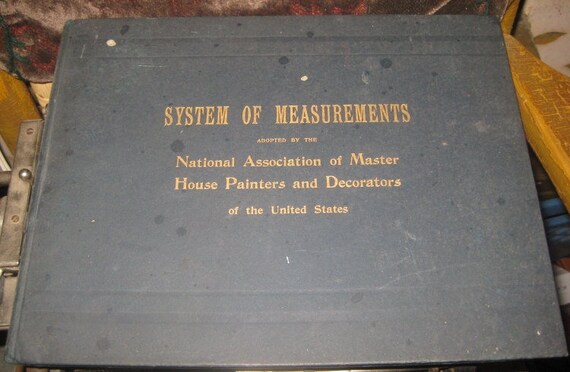 SYSTEM OF MEASUREMENTS
ADOPTED BY THE
National Association of Master
House Painters and Decorators
of the United States